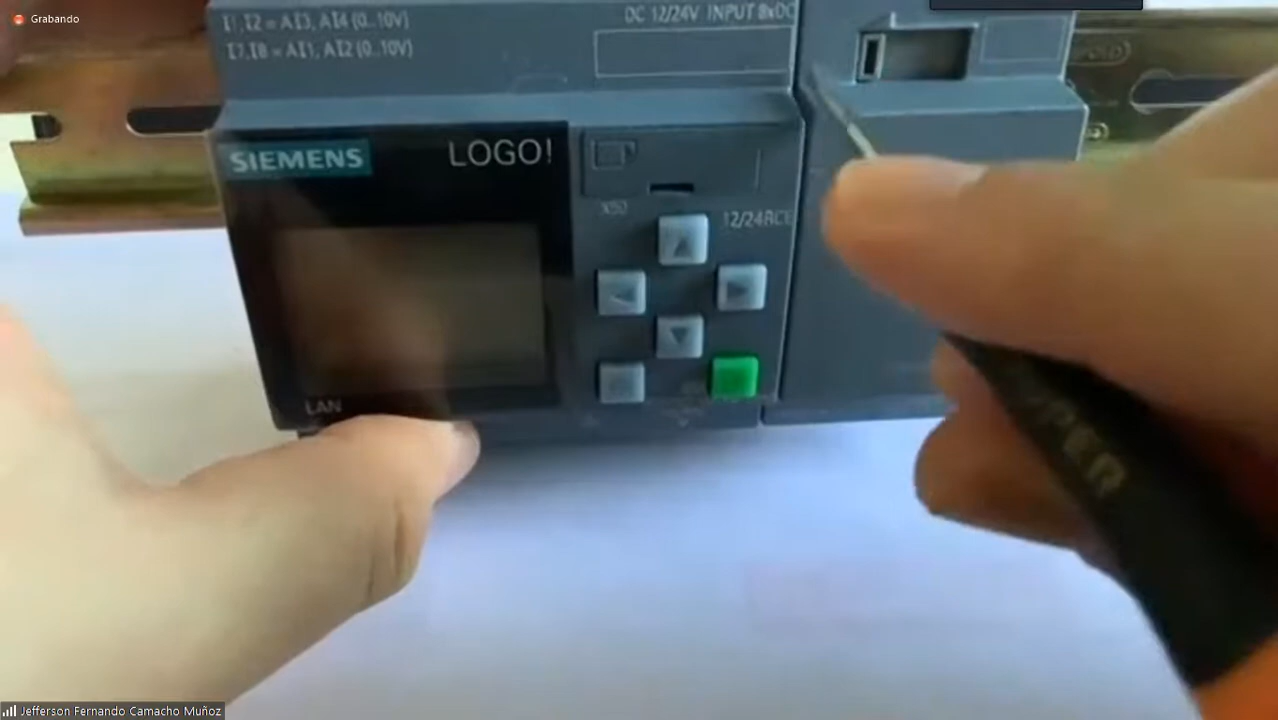 Grabando
I1, I2 = AI3, AI4 (0..10V)
I7, I8 = AI1, AI2 (0..10V)
DC 12/24V INPUT 8xDC
SIEMENS
LOGO!
X50
12/24RCE
LAN
Jefferson Fernando Camacho Muñoz